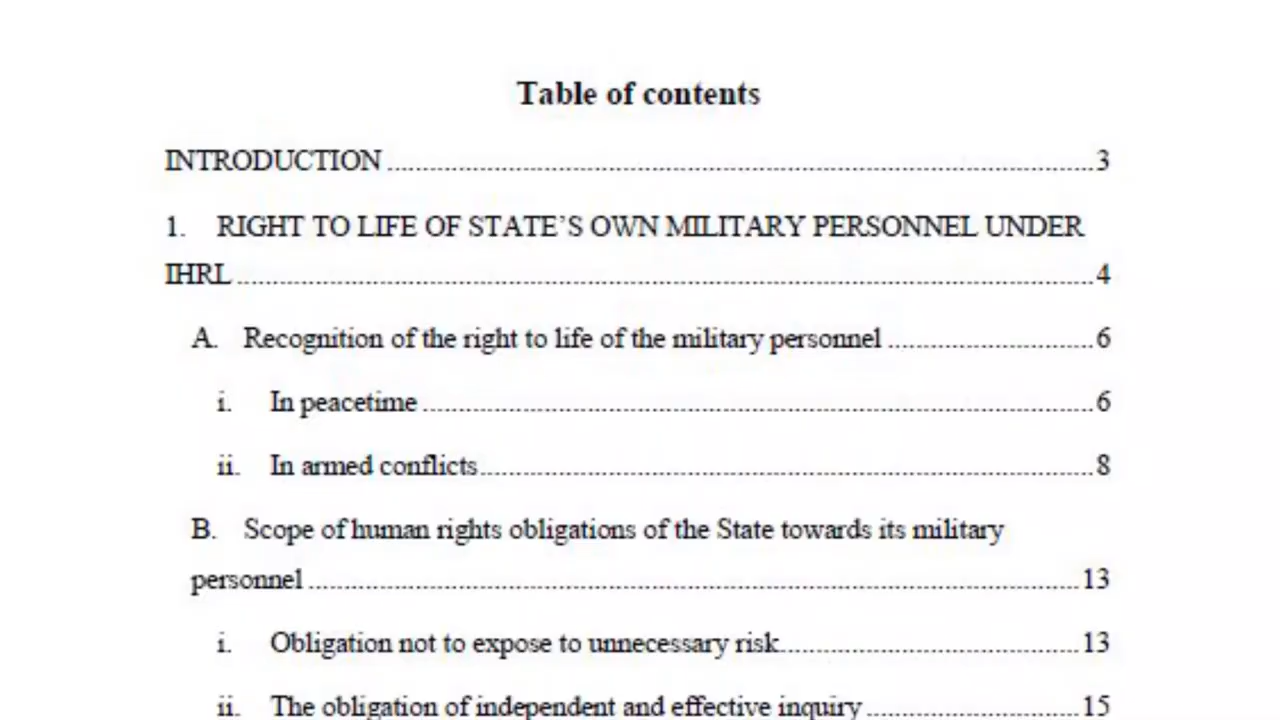 Table of contents
INTRODUCTION ................................................................ 3
1. RIGHT TO LIFE OF STATE’S OWN MILITARY PERSONNEL UNDER
IHRL ................................................................ 4
A. Recognition of the right to life of the military personnel ................................ 6
i. In peacetime ................................................................ 6
ii. In armed conflicts ................................................................ 8
B. Scope of human rights obligations of the State towards its military
personnel ................................................................ 13
i. Obligation not to expose to unnecessary risk ................................ 13
ii. The obligation of independent and effective inquiry ................................ 15